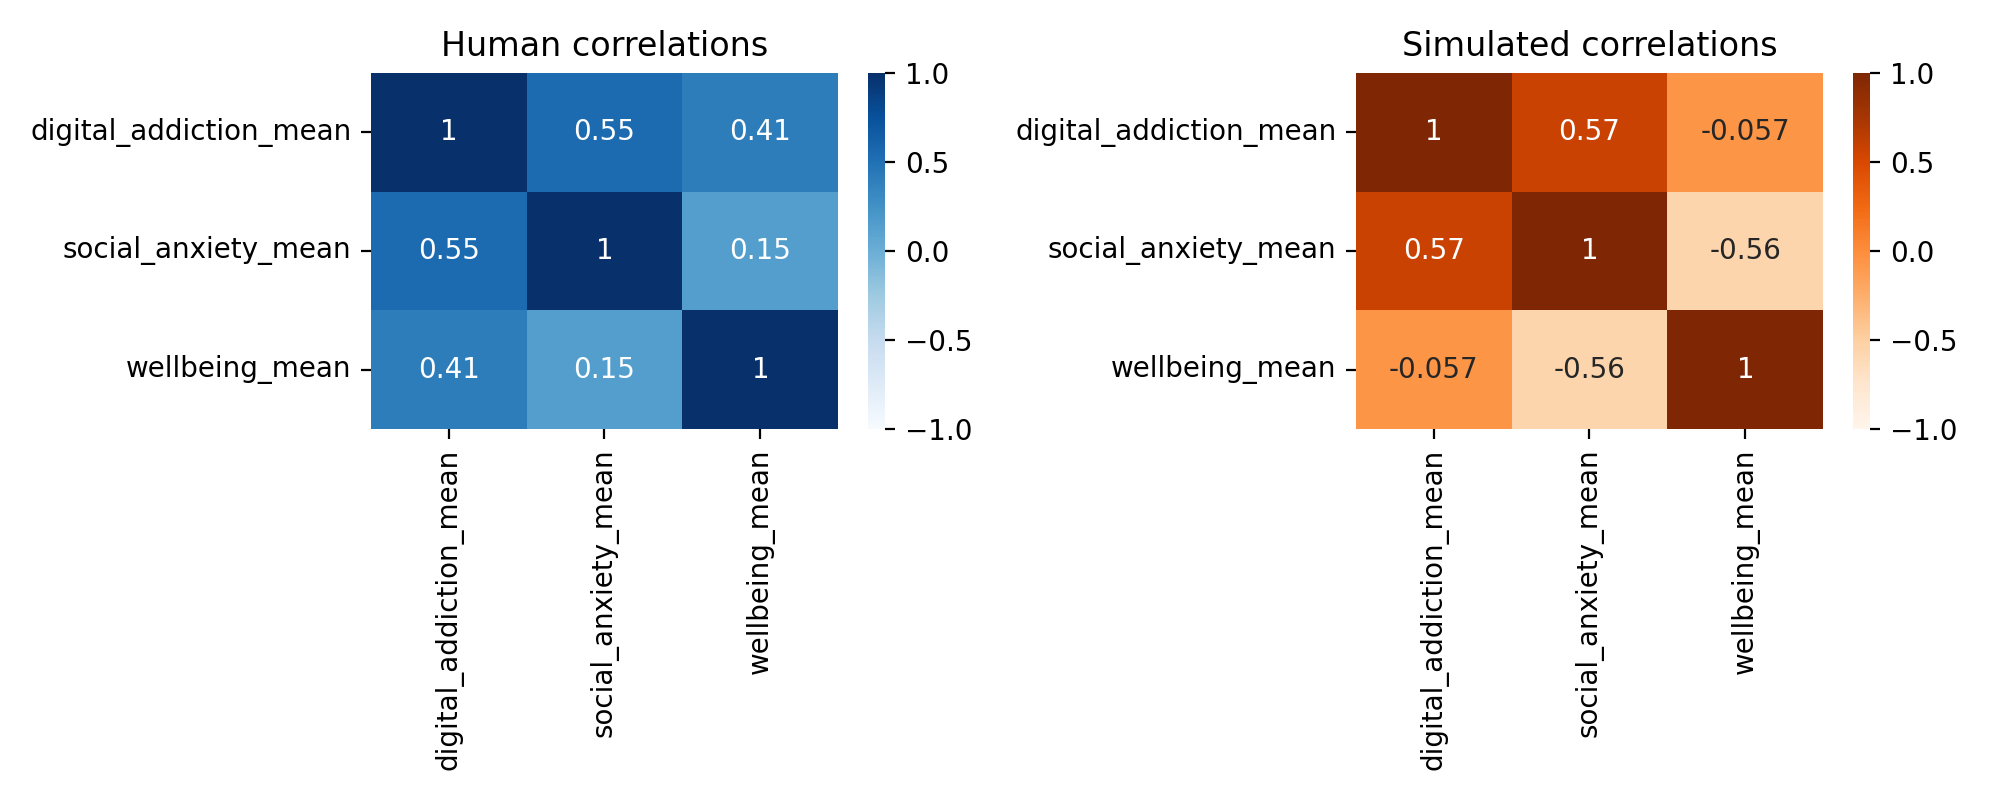 Human correlations
digital_addiction_mean
social_anxiety_mean
wellbeing_mean
1 0.55 0.41
0.55 1 0.15
0.41 0.15 1
digital_addiction_mean
social_anxiety_mean
wellbeing_mean
1.0
0.5
0.0
−0.5
−1.0
Simulated correlations
digital_addiction_mean
social_anxiety_mean
wellbeing_mean
1 0.57 -0.057
0.57 1 -0.56
-0.057 -0.56 1
digital_addiction_mean
social_anxiety_mean
wellbeing_mean
1.0
0.5
0.0
−0.5
−1.0